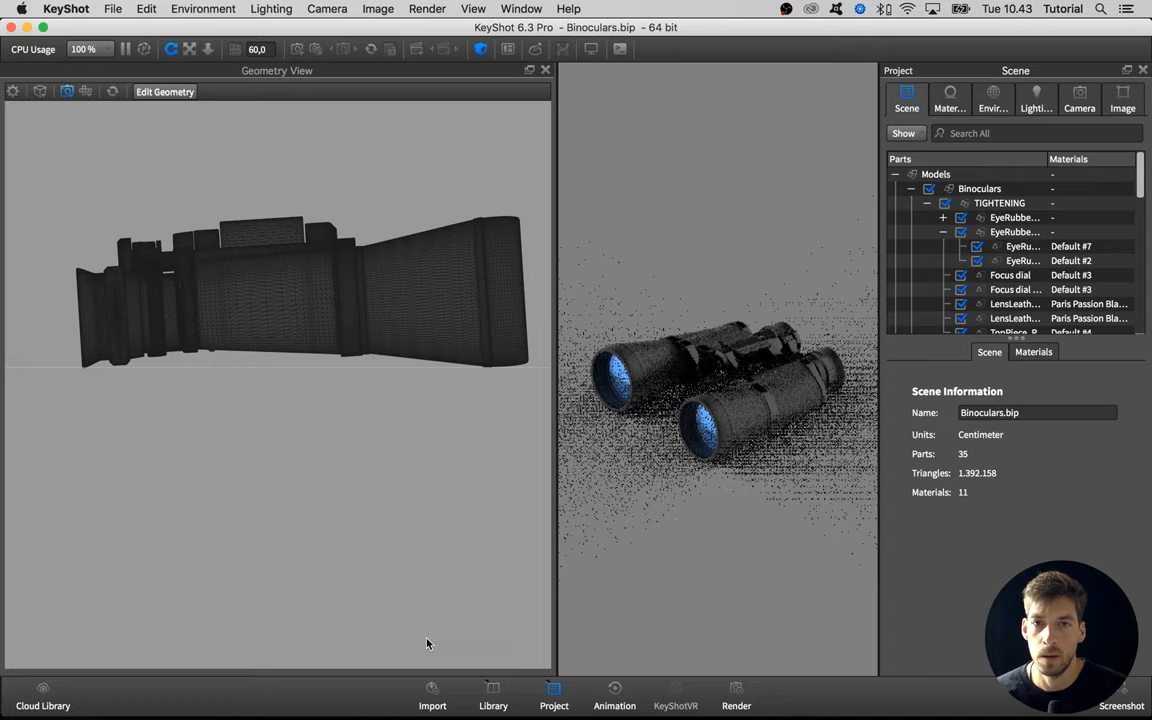 KeyShot File Edit Environment Lighting Camera Image Render View Window Help Tue 10.43 Tutorial
KeyShot 6.3 Pro - Binoculars.bip - 64 bit
CPU Usage 100 % 60,0
Geometry View
Project Scene
Edit Geometry
Scene Mater... Envir... Lighti... Camera Image
Show Search All
Parts Materials
Models -
Binoculars -
TIGHTENING -
EyeRubbe... -
EyeRubbe... -
EyeRu... Default #7
EyeRu... Default #2
Focus dial Default #3
Focus dial ... Default #3
LensLeath... Paris Passion Bla...
LensLeath... Paris Passion Bla...
TopPiece_R... Default #4
Scene Materials
Scene Information
Name: Binoculars.bip
Units: Centimeter
Parts: 35
Triangles: 1.392.158
Materials: 11
Cloud Library Import Library Project Animation KeyShotVR Render Screenshot